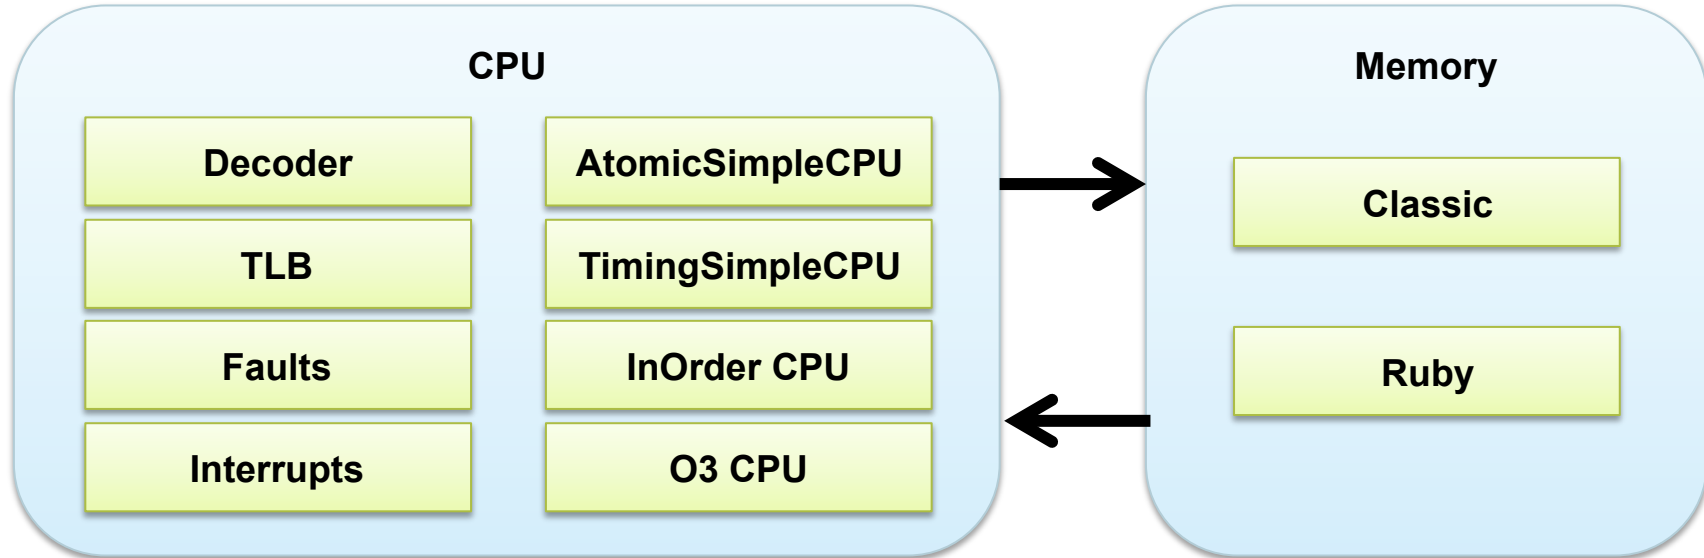 CPU
Decoder
TLB
Faults
Interrupts
AtomicSimpleCPU
TimingSimpleCPU
InOrder CPU
O3 CPU
Memory
Classic
Ruby